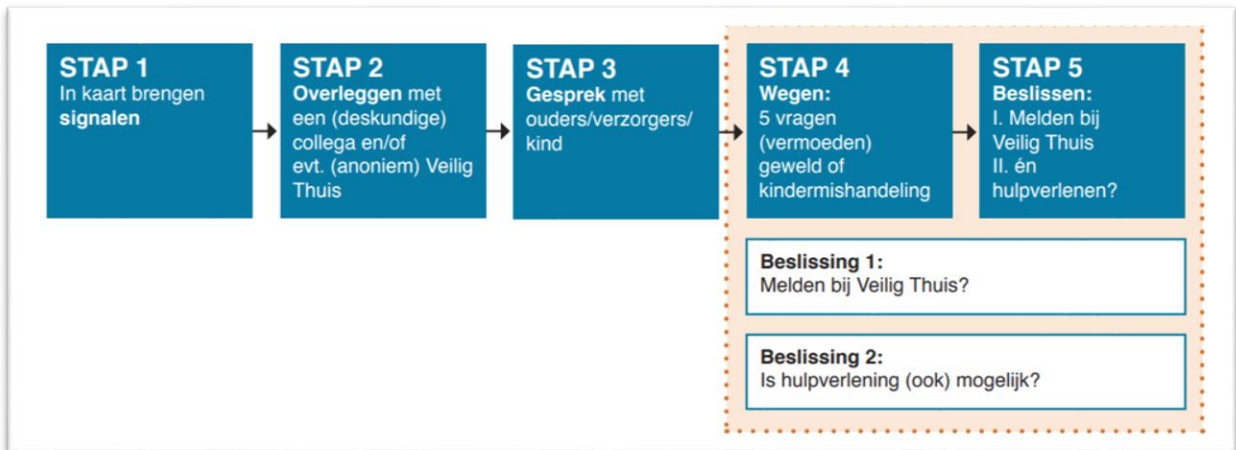 STAP 1
In kaart brengen
signalen
STAP 2
Overleggen met
een (deskundige)
collega en/of
evt. (anoniem) Veilig
Thuis
STAP 3
Gesprek met
ouders/verzorgers/
kind
STAP 4
Wegen:
5 vragen
(vermoeden)
geweld of
kindermishandeling
STAP 5
Beslissen:
I. Melden bij
Veilig Thuis
II. én
hulpverlenen?
Beslissing 1:
Melden bij Veilig Thuis?
Beslissing 2:
Is hulpverlening (ook) mogelijk?